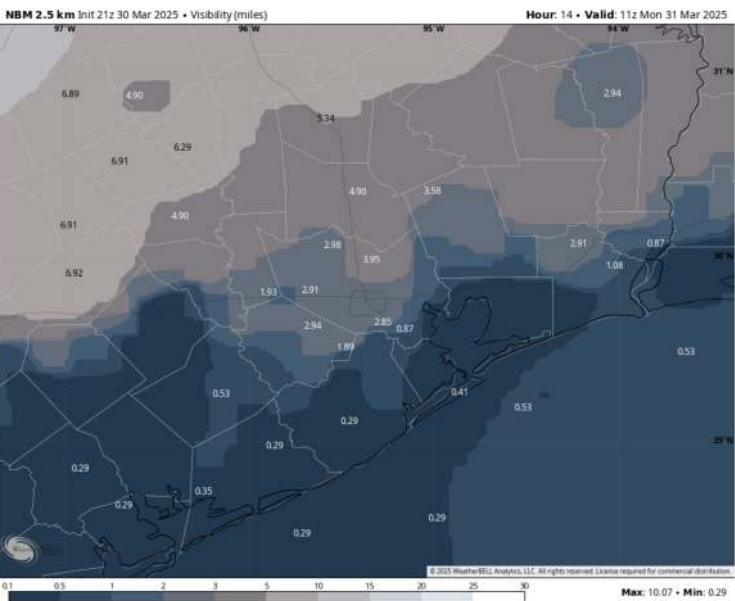 NBM 2.5 km Init 21z 30 Mar 2025 • Visibility (miles)
Hour: 14 • Valid: 11z Mon 31 Mar 2025
97°W 96°W 95°W 94°W
31°N
6.89 4.90 2.94
5.34
6.29
6.91
4.90 3.58
4.90
6.91
2.98 2.91 0.87
3.95 30°N
6.92 1.08
1.93 2.91
2.94 2.85 0.87
1.89 0.53
0.53 0.41
0.53
0.29
29°N
0.29
0.29
0.35
0.29
0.29
0.29
© 2025 WeatherBELL Analytics, LLC. All rights reserved. License required for commercial distribution.
0.1 0.5 1 2 3 5 10 15 20 25 30
Max: 10.07 • Min: 0.29